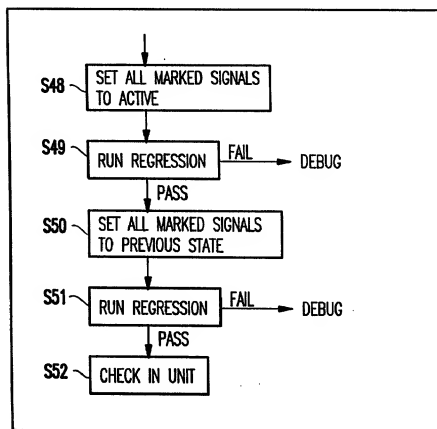 S48
SET ALL MARKED SIGNALS
TO ACTIVE
S49
RUN REGRESSION
FAIL
DEBUG
PASS
S50
SET ALL MARKED SIGNALS
TO PREVIOUS STATE
S51
RUN REGRESSION
FAIL
DEBUG
PASS
S52
CHECK IN UNIT